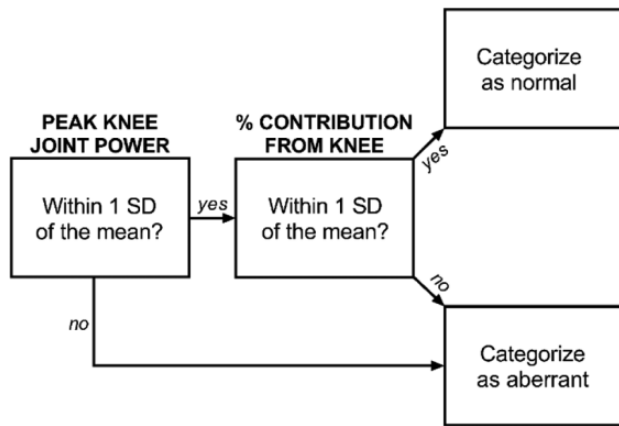 PEAK KNEE
JOINT POWER
Within 1 SD
of the mean?
yes
no
% CONTRIBUTION
FROM KNEE
Within 1 SD
of the mean?
yes
no
Categorize
as normal
Categorize
as aberrant